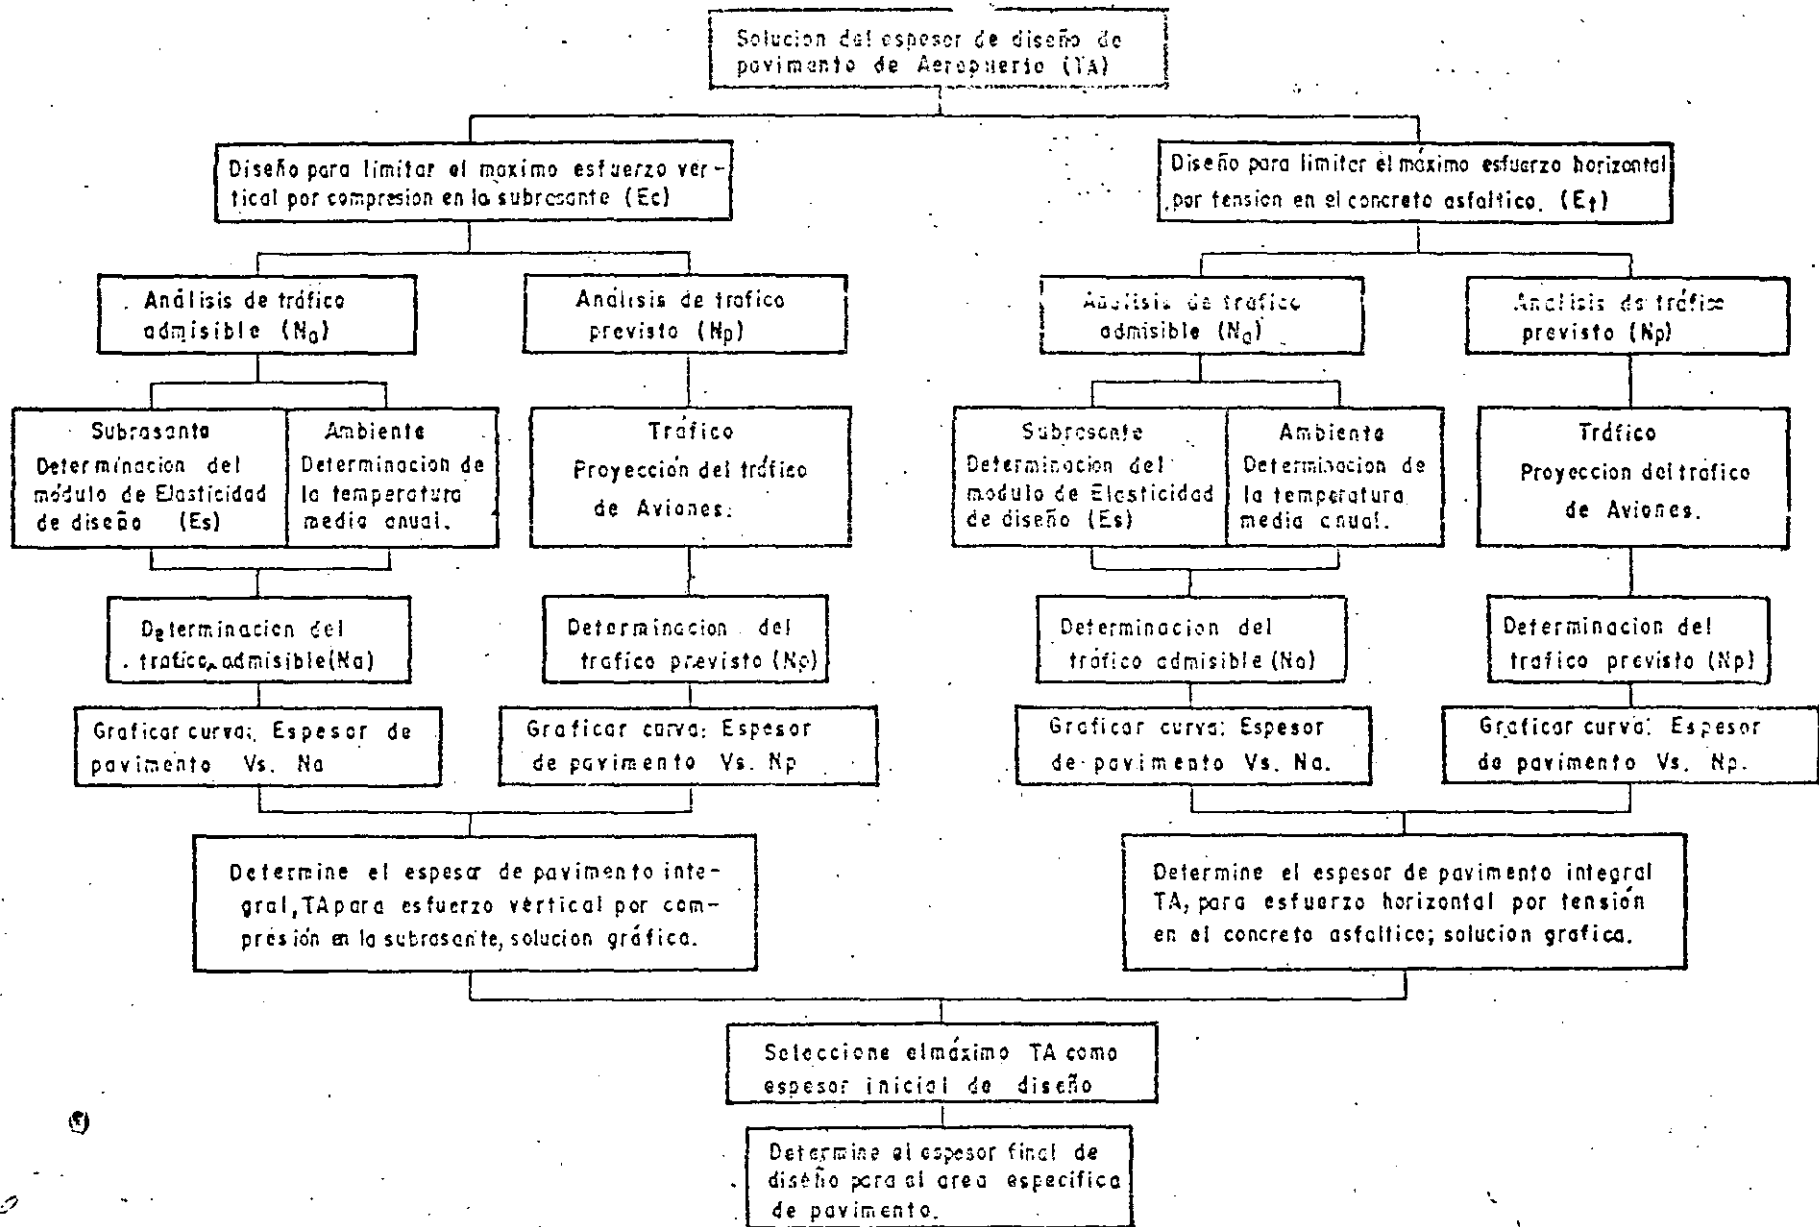 Solucion del espesor de diseño de
pavimento de Aeropuerto (TA)
Diseño para limitar el maximo esfuerzo ver-
tical por compresion en la subrasante (Ec)
Diseño para limitar el máximo esfuerzo horizontal
por tension en el concreto asfaltico. (Et)
Análisis de tráfico
admisible (Na)
Análisis de trafico
previsto (Np)
Analisis de trafico
admisible (Na)
Analisis de tráfico
previsto (Np)
Subrasante
Determinacion del
módulo de Elasticidad
de diseño (Es)
Ambiente
Determinacion de
la temperatura
media anual.
Tráfico
Proyección del tráfico
de Aviones.
Subrasante
Determinacion del
modulo de Elasticidad
de diseño (Es)
Ambiente
Determinacion de
la temperatura
media anual.
Tráfico
Proyeccion del tráfico
de Aviones.
Determinacion del
trafico admisible (Na)
Determinacion del
trafico previsto (Np)
Determinacion del
tráfico admisible (Na)
Determinacion del
trafico previsto (Np)
Graficar curva: Espesor de
pavimento Vs. Na
Graficar curva: Espesor
de pavimento Vs. Np
Graficar curva: Espesor
de pavimento Vs. Na.
Graficar curva: Espesor
de pavimento Vs. Np.
Determine el espesor de pavimento inte-
gral, TA para esfuerzo vértical por com-
presión en la subrasante, solucion gráfica.
Determine el espesor de pavimento integral
TA, para esfuerzo horizontal por tensión
en el concreto asfaltico; solucion grafica.
Seleccione el máximo TA como
espesor inicial de diseño
Determine el espesor final de
diseño para el area especifica
de pavimento.